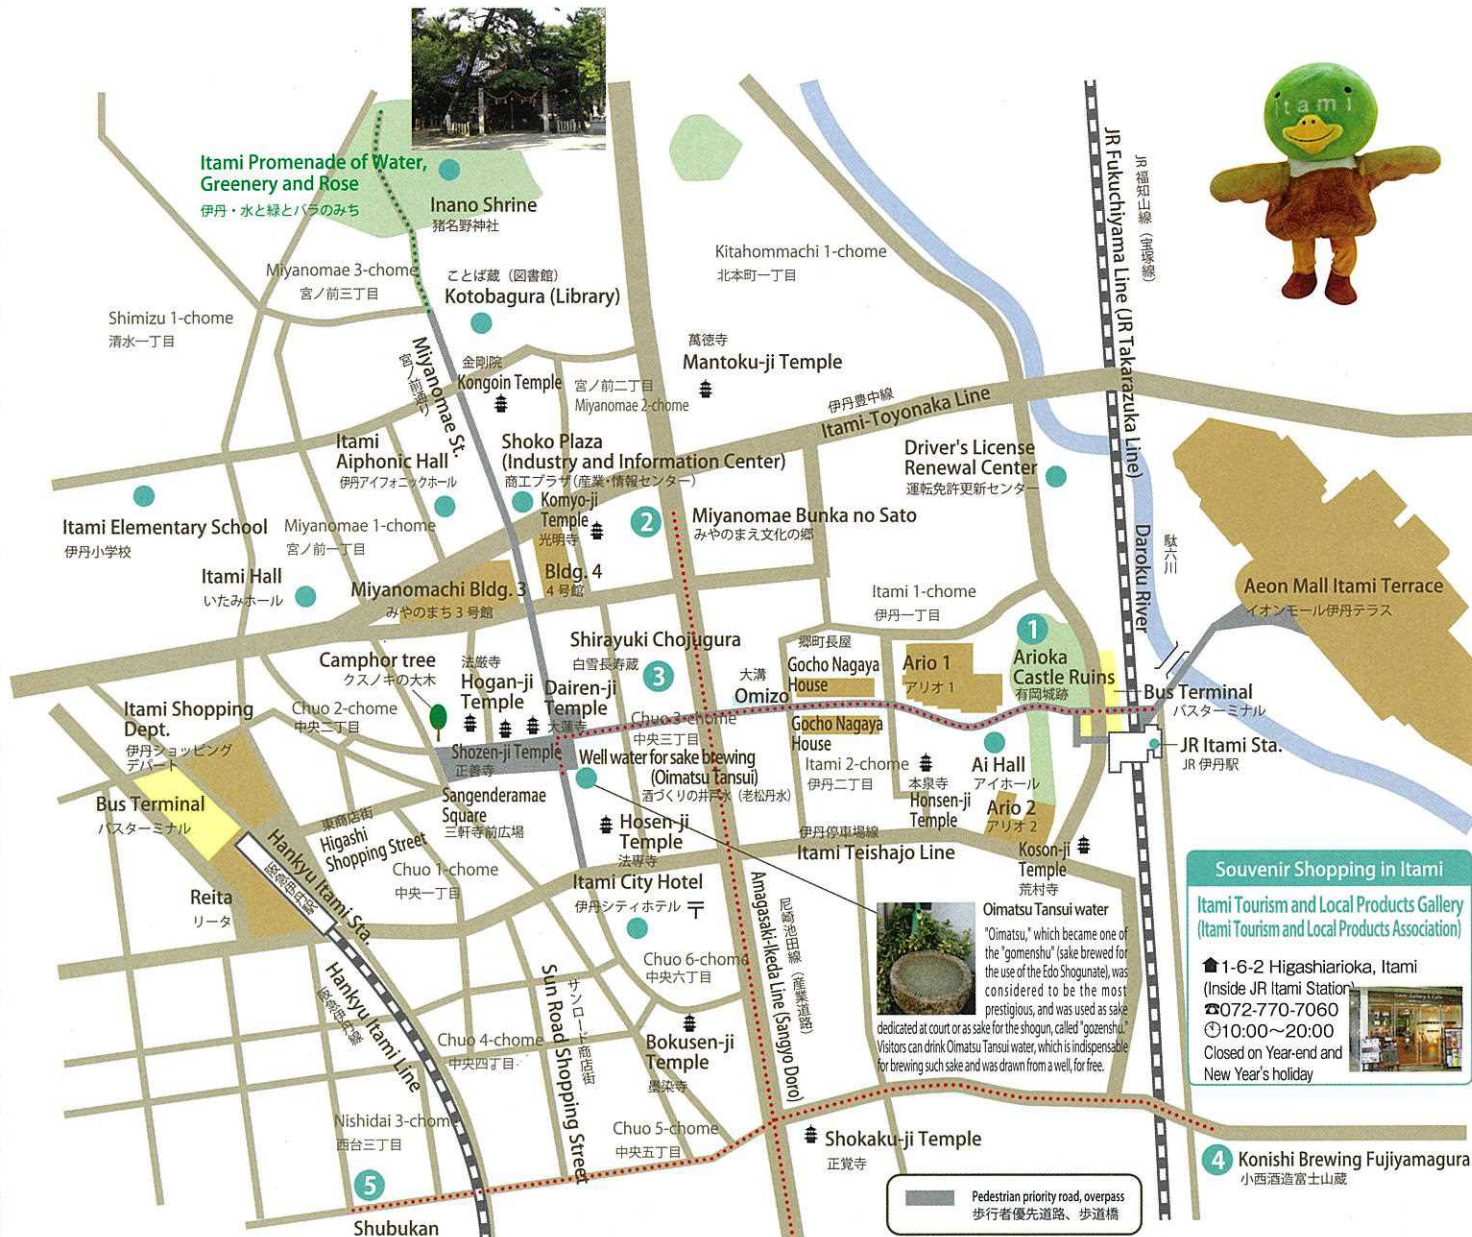 itami
Itami Promenade of Water,
Greenery and Rose
伊丹・水と緑とバラのみち
Inano Shrine
猪名野神社
Kitahommachi 1-chome
北本町一丁目
JR Fukuchiyama Line (JR Takarazuka Line)
JR福知山線（宝塚線）
Miyanomae 3-chome
宮ノ前三丁目
ことば蔵（図書館）
Kotobagura (Library)
Shimizu 1-chome
清水一丁目
Miyanomae St.
宮ノ前通り
金剛院
Kongoin Temple
宮ノ前二丁目
Miyanomae 2-chome
萬徳寺
Mantoku-ji Temple
伊丹豊中線
Itami-Toyonaka Line
Itami
Aiphonic Hall
伊丹アイフォニックホール
Shoko Plaza
(Industry and Information Center)
商工プラザ（産業・情報センター）
Driver's License
Renewal Center
運転免許更新センター
Komyo-ji
Temple
光明寺
2
Miyanomae Bunka no Sato
みやのまえ文化の郷
Itami Elementary School
伊丹小学校
Miyanomae 1-chome
宮ノ前一丁目
Daroku River
駄六川
Itami Hall
いたみホール
Miyanomachi Bldg. 3
みやのまち3号館
Bldg. 4
4号館
Itami 1-chome
伊丹一丁目
Aeon Mall Itami Terrace
イオンモール伊丹テラス
Shirayuki Chojugura
白雪長寿蔵
3
郷町長屋
Gocho Nagaya
House
Ario 1
アリオ1
1
Arioka
Castle Ruins
有岡城跡
Camphor tree
クスノキの大木
法厳寺
Hogan-ji
Temple
Dairen-ji
Temple
大蓮寺
大溝
Omizo
Bus Terminal
バスターミナル
Itami Shopping
Dept.
伊丹ショッピング
デパート
Chuo 2-chome
中央二丁目
Chuo 3-chome
中央三丁目
Gocho Nagaya
House
Shozen-ji Temple
正善寺
Well water for sake brewing
(Oimatsu Tansui)
酒づくりの井戸水（老松丹水）
Itami 2-chome
伊丹二丁目
本泉寺
Honsen-ji
Temple
Ai Hall
アイホール
JR Itami Sta.
JR 伊丹駅
Bus Terminal
バスターミナル
Sangenderamae
Square
三軒寺前広場
東商店街
Higashi
Shopping Street
Hosen-ji
Temple
法専寺
Ario 2
アリオ2
伊丹停車場線
Itami Teishajo Line
Koson-ji
Temple
荒村寺
Hankyu Itami Sta.
阪急伊丹駅
Chuo 1-chome
中央一丁目
Reita
リータ
Itami City Hotel
伊丹シティホテル 〒
Amagasaki-Ikeda Line (Sangyo Doro)
尼崎池田線（産業道路）
Souvenir Shopping in Itami
Itami Tourism and Local Products Gallery
(Itami Tourism and Local Products Association)
1-6-2 Higashiarioka, Itami
(Inside JR Itami Station)
☎072-770-7060
10:00～20:00
Closed on Year-end and
New Year's holiday
Oimatsu Tansui water
"Oimatsu," which became one of
the "gomenshu" (sake brewed for
the use of the Edo Shogunate), was
considered to be the most
prestigious, and was used as sake
dedicated at court or as sake for the shogun, called "gozenshu."
Visitors can drink Oimatsu Tansui water, which is indispensable
for brewing such sake and was drawn from a well, for free.
Hankyu Itami Line
阪急伊丹線
Chuo 6-chome
中央六丁目
Sun Road Shopping Street
サンロード商店街
Chuo 4-chome
中央四丁目
Bokusen-ji
Temple
墨染寺
Nishidai 3-chome
西台三丁目
Chuo 5-chome
中央五丁目
Shokaku-ji Temple
正覚寺
4
Konishi Brewing Fujiyamagura
小西酒造富士山蔵
5
Shubukan
Pedestrian priority road, overpass
歩行者優先道路、歩道橋